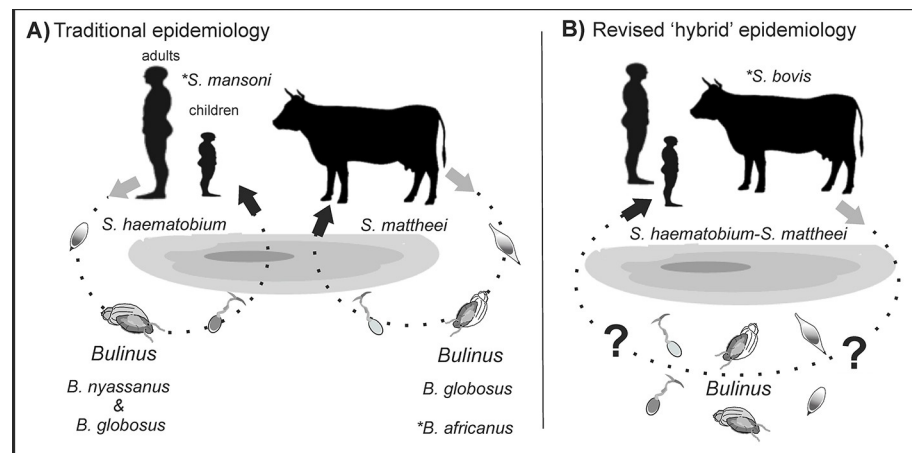 A) Traditional epidemiology
adults
*S. mansoni
children
S. haematobium
S. mattheei
Bulinus
B. nyassanus
&
B. globosus
Bulinus
B. globosus
*B. africanus
B) Revised ‘hybrid’ epidemiology
*S. bovis
S. haematobium-S. mattheei
?
?
Bulinus